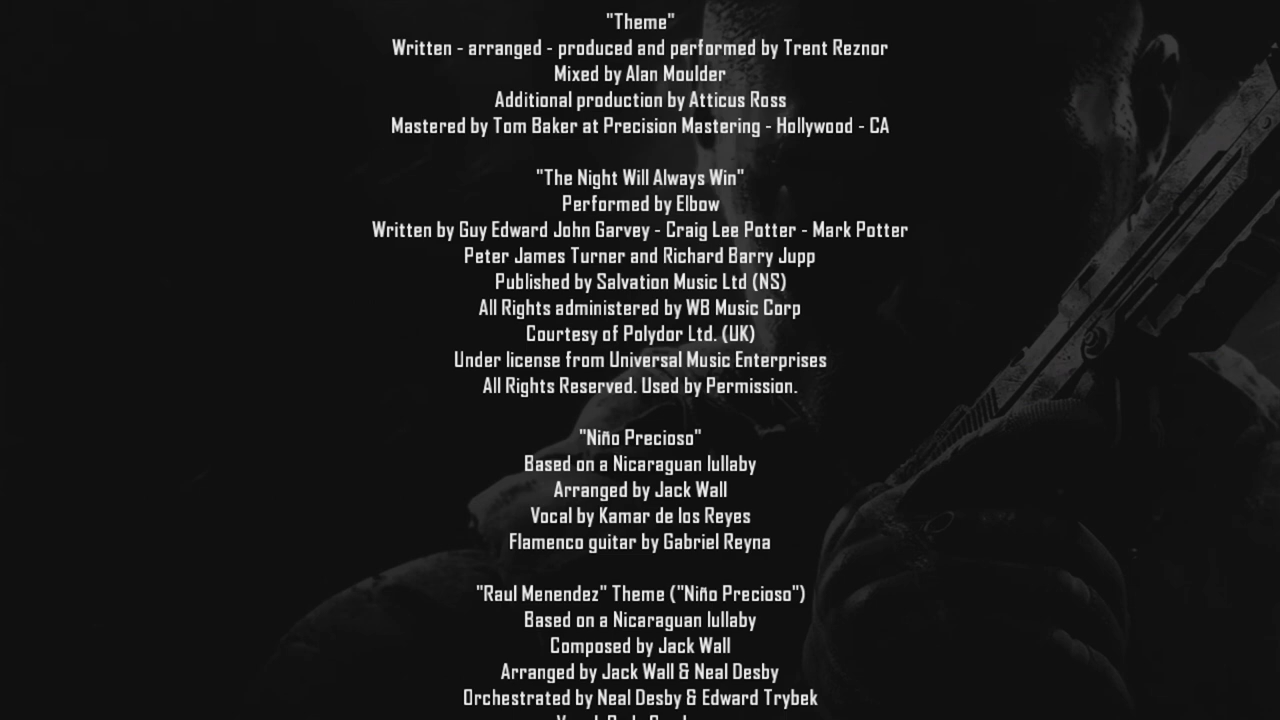 "Theme"
Written - arranged - produced and performed by Trent Reznor
Mixed by Alan Moulder
Additional production by Atticus Ross
Mastered by Tom Baker at Precision Mastering - Hollywood - CA
"The Night Will Always Win"
Performed by Elbow
Written by Guy Edward John Garvey - Craig Lee Potter - Mark Potter
Peter James Turner and Richard Barry Jupp
Published by Salvation Music Ltd (NS)
All Rights administered by WB Music Corp
Courtesy of Polydor Ltd. (UK)
Under license from Universal Music Enterprises
All Rights Reserved. Used by Permission.
"Niño Precioso"
Based on a Nicaraguan lullaby
Arranged by Jack Wall
Vocal by Kamar de los Reyes
Flamenco guitar by Gabriel Reyna
"Raul Menendez" Theme ("Niño Precioso")
Based on a Nicaraguan lullaby
Composed by Jack Wall
Arranged by Jack Wall & Neal Desby
Orchestrated by Neal Desby & Edward Trybek